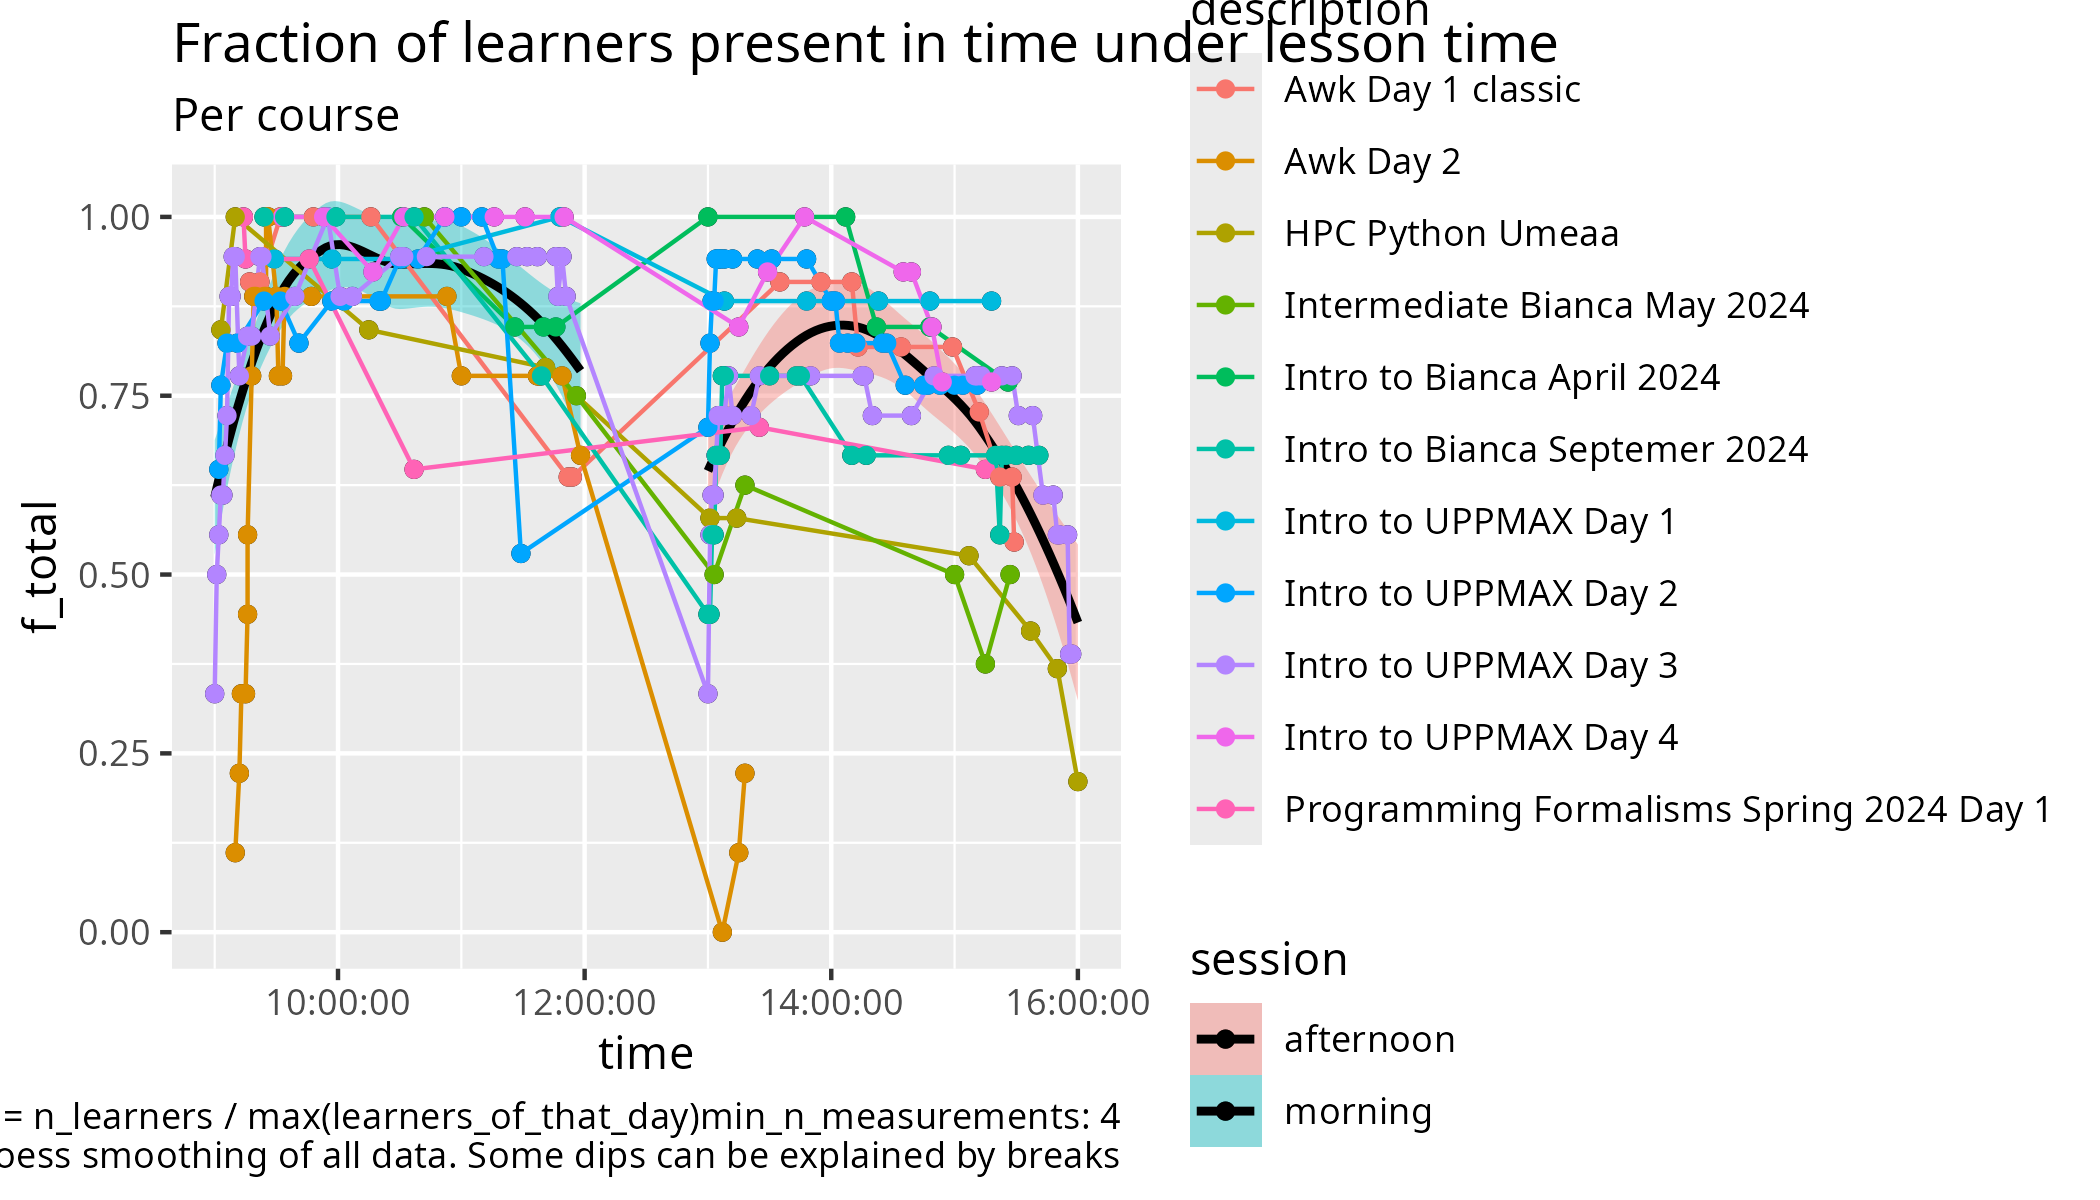 description
Fraction of learners present in time under lesson time
Per course
Awk Day 1 classic
Awk Day 2
HPC Python Umeaa
Intermediate Bianca May 2024
Intro to Bianca April 2024
Intro to Bianca Septemer 2024
Intro to UPPMAX Day 1
Intro to UPPMAX Day 2
Intro to UPPMAX Day 3
Intro to UPPMAX Day 4
Programming Formalisms Spring 2024 Day 1
session
afternoon
morning
f_total
1.00
0.75
0.50
0.25
0.00
10:00:00 12:00:00 14:00:00 16:00:00
time
= n_learners / max(learners_of_that_day)min_n_measurements: 4
smoothing of all data. Some dips can be explained by breaks